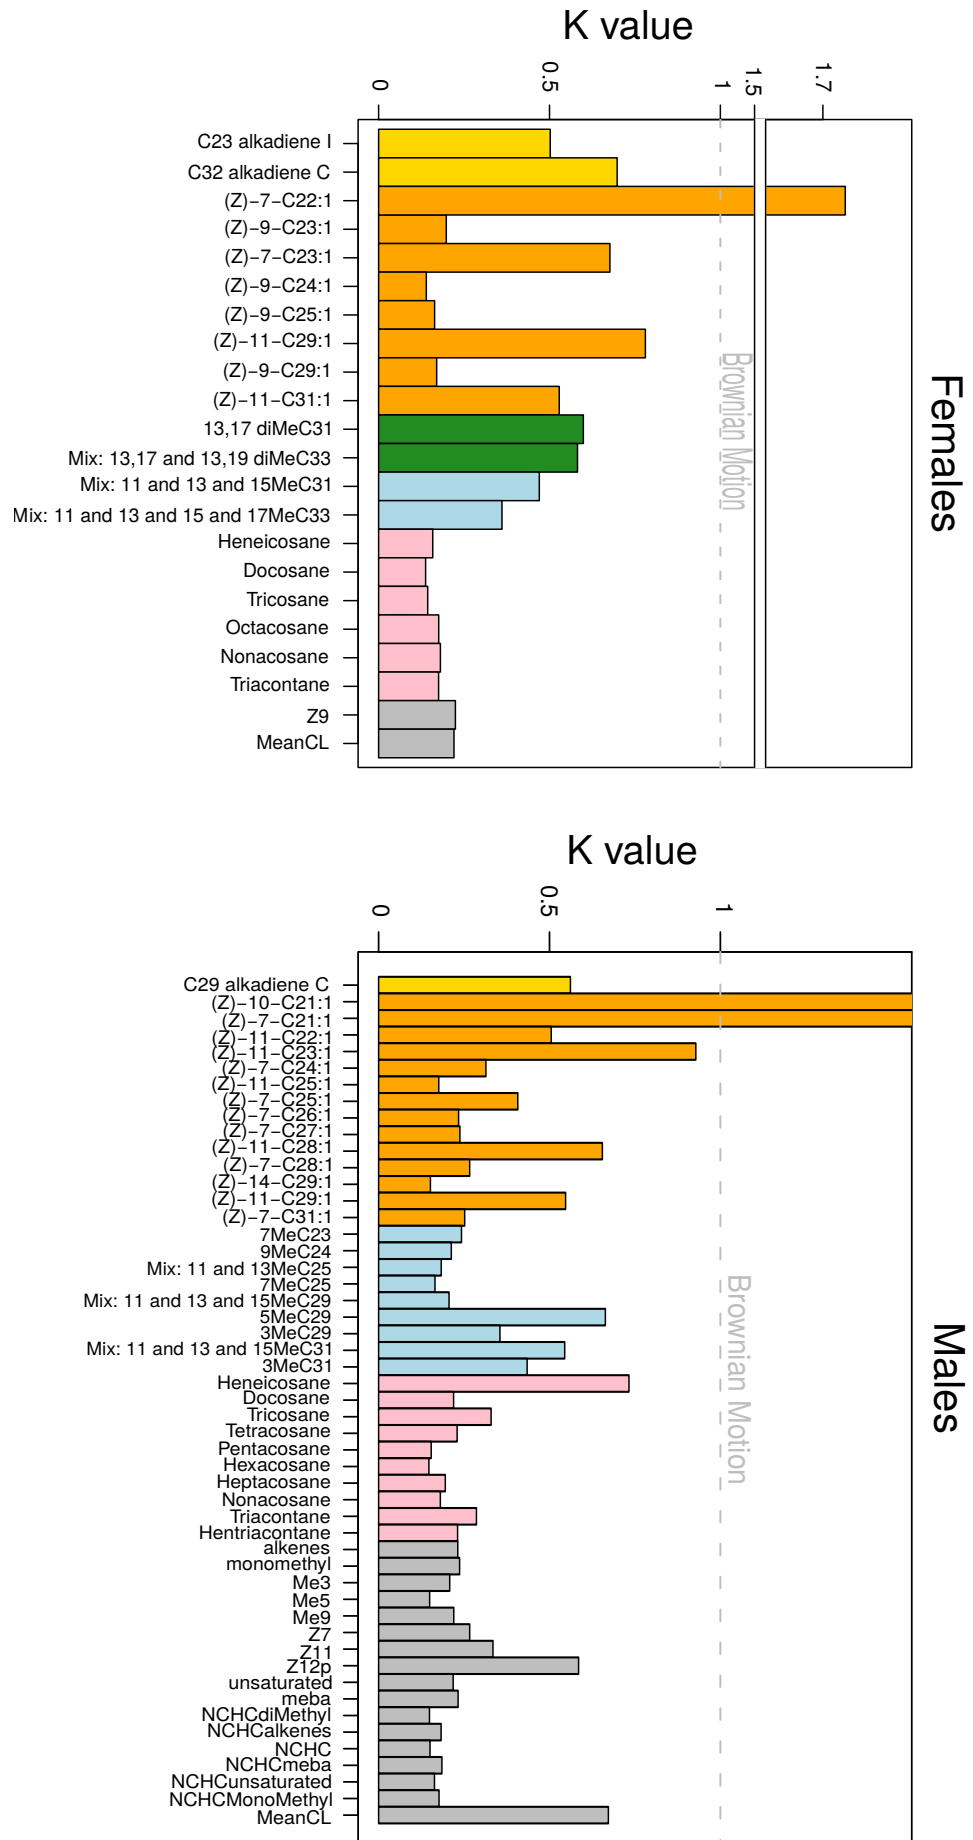 K value
0
0.5
1
1.5
1.7
Females
C23 alkadiene I
C32 alkadiene C
(Z)−7−C22:1
(Z)−9−C23:1
(Z)−7−C23:1
(Z)−9−C24:1
(Z)−9−C25:1
(Z)−11−C29:1
(Z)−9−C29:1
(Z)−11−C31:1
13,17 diMeC31
Mix: 13,17 and 13,19 diMeC33
Mix: 11 and 13 and 15MeC31
Mix: 11 and 13 and 15 and 17MeC33
Heneicosane
Docosane
Tricosane
Octacosane
Nonacosane
Triacontane
Z9
MeanCL
Brownian Motion
K value
0
0.5
1
Males
C29 alkadiene C
(Z)−10−C21:1
(Z)−7−C21:1
(Z)−11−C22:1
(Z)−11−C23:1
(Z)−7−C24:1
(Z)−11−C25:1
(Z)−7−C25:1
(Z)−7−C26:1
(Z)−7−C27:1
(Z)−11−C28:1
(Z)−7−C28:1
(Z)−14−C29:1
(Z)−11−C29:1
(Z)−7−C31:1
7MeC23
9MeC24
Mix: 11 and 13MeC25
7MeC25
Mix: 11 and 13 and 15MeC29
5MeC29
3MeC29
Mix: 11 and 13 and 15MeC31
3MeC31
Heneicosane
Docosane
Tricosane
Tetracosane
Pentacosane
Hexacosane
Heptacosane
Nonacosane
Triacontane
Hentriacontane
alkenes
monomethyl
Me3
Me5
Me9
Z7
Z11
Z12p
unsaturated
meba
NCHCdiMethyl
NCHCalkenes
NCHC
NCHCmeba
NCHCunsaturated
NCHCMonoMethyl
MeanCL
Brownian Motion